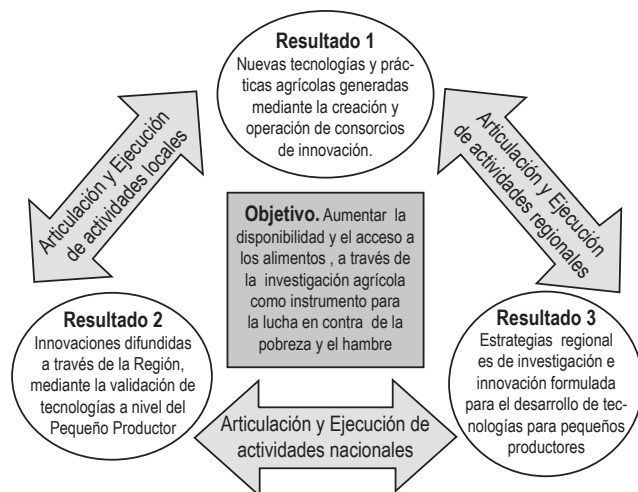 Resultado 1
Nuevas tecnologías y prác-
ticas agrícolas generadas
mediante la creación y
operación de consorcios
de innovación.
Articulación y Ejecución
de actividades locales
Articulación y Ejecución
de actividades regionales
Objetivo. Aumentar la
disponibilidad y el acceso a
los alimentos , a través de
la investigación agrícola
como instrumento para
la lucha en contra de la
pobreza y el hambre
Resultado 2
Innovaciones difundidas
a través de la Región,
mediante la validación de
tecnologías a nivel del
Pequeño Productor
Resultado 3
Estrategias regional
es de investigación e
innovación formulada
para el desarrollo de tec-
nologías para pequeños
productores
Articulación y Ejecución de
actividades nacionales